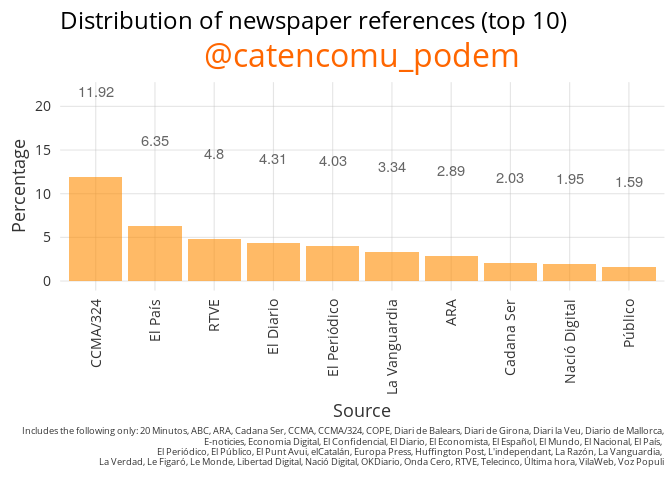 Distribution of newspaper references (top 10)
@catencomu_podem
11.92
6.35
4.8
4.31
4.03
3.34
2.89
2.03
1.95
1.59
20
15
10
5
0
Percentage
CCMA/324
El País
RTVE
El Diario
El Periódico
La Vanguardia
ARA
Cadana Ser
Nació Digital
Público
Source
Includes the following only: 20 Minutos, ABC, ARA, Cadana Ser, CCMA, CCMA/324, COPE, Diari de Balears, Diari de Girona, Diari la Veu, Diario de Mallorca,
E-noticies, Economia Digital, El Confidencial, El Diario, El Economista, El Español, El Mundo, El Nacional, El País,
El Periódico, El Público, El Punt Avui, elCatalán, Europa Press, Huffington Post, L'independant, La Razón, La Vanguardia,
La Verdad, Le Figaró, Le Monde, Libertad Digital, Nació Digital, OKDiario, Onda Cero, RTVE, Telecinco, Última hora, VilaWeb, Voz Populi